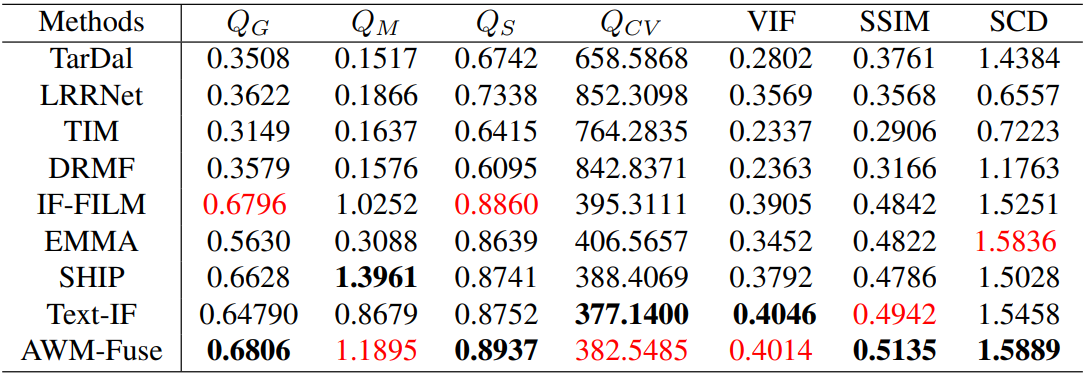 Methods Q_G Q_M Q_S Q_CV VIF SSIM SCD
TarDal 0.3508 0.1517 0.6742 658.5868 0.2802 0.3761 1.4384
LRRNet 0.3622 0.1866 0.7338 852.3098 0.3569 0.3568 0.6557
TIM 0.3149 0.1637 0.6415 764.2835 0.2337 0.2906 0.7223
DRMF 0.3579 0.1576 0.6095 842.8371 0.2363 0.3166 1.1763
IF-FILM 0.6796 1.0252 0.8860 395.3111 0.3905 0.4842 1.5251
EMMA 0.5630 0.3088 0.8639 406.5657 0.3452 0.4822 1.5836
SHIP 0.6628 1.3961 0.8741 388.4069 0.3792 0.4786 1.5028
Text-IF 0.64790 0.8679 0.8752 377.1400 0.4046 0.4942 1.5458
AWM-Fuse 0.6806 1.1895 0.8937 382.5485 0.4014 0.5135 1.5889